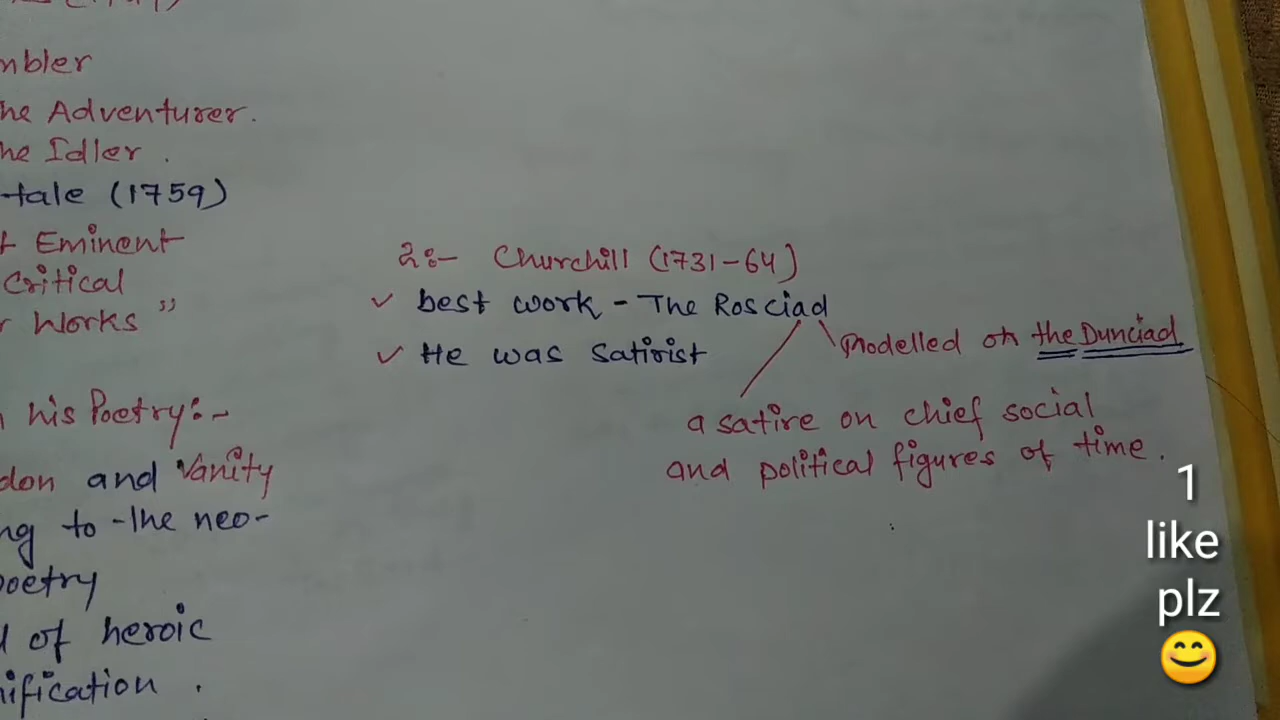 mbler
he Adventurer.
he Idler.
tale (1759)
t Eminent
Critical
r Works"
his Poetry:-
don and Vanity
ng to the neo-
poetry
d of heroic
nification.
2:- Churchill (1731-64)
✓ best work - The Rosciad
✓ He was Satirist
Modelled on the Dunciad
a satire on chief social
and political figures of time.
1
like
plz
😊